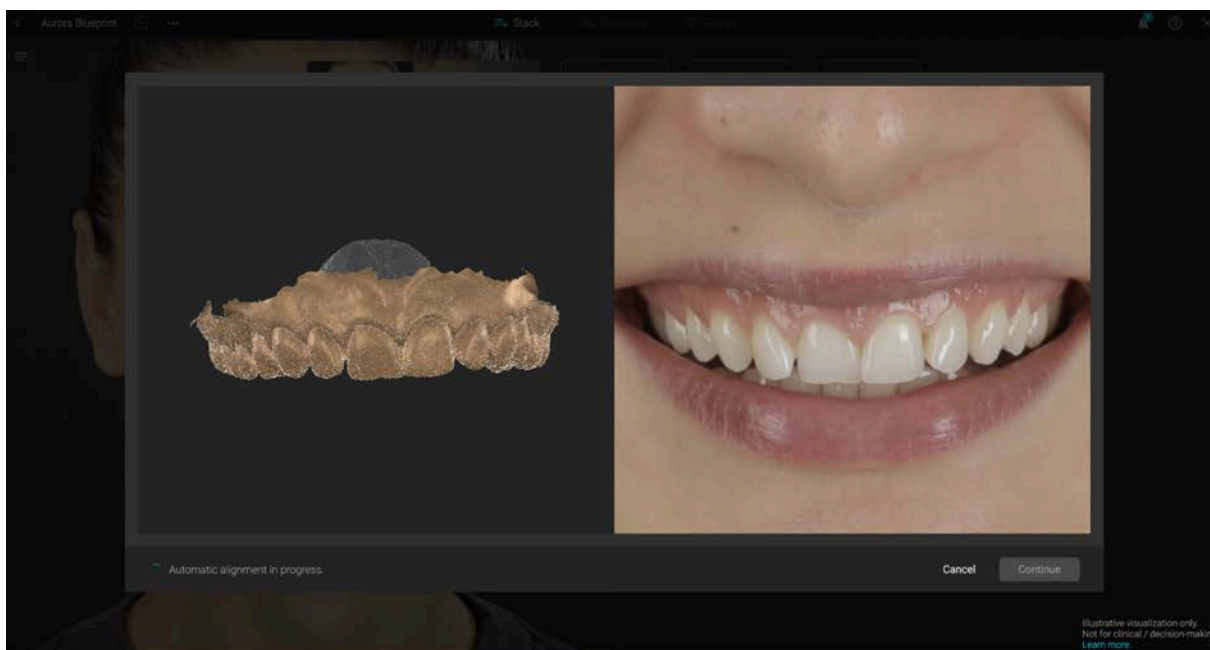 Aurora Blueprint
Stack
Automatic alignment in progress.
Cancel
Continue
Illustrative visualization only.
Not for clinical / decision-makin
Learn more.